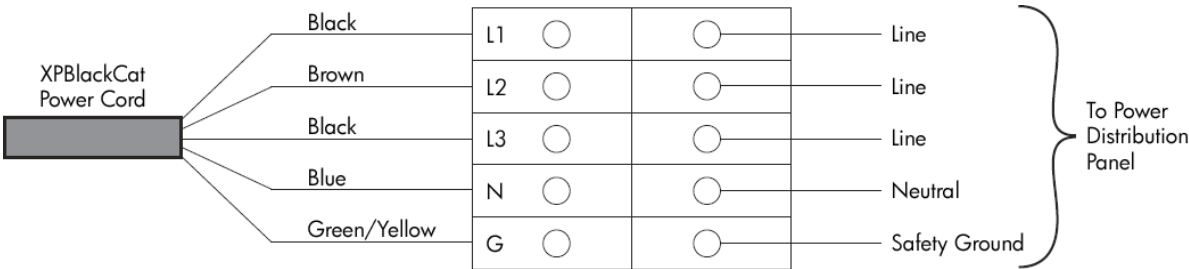 XPBlackCat
Power Cord
Black
L1
Line
Brown
L2
Line
Black
L3
Line
Blue
N
Neutral
Green/Yellow
G
Safety Ground
To Power
Distribution
Panel